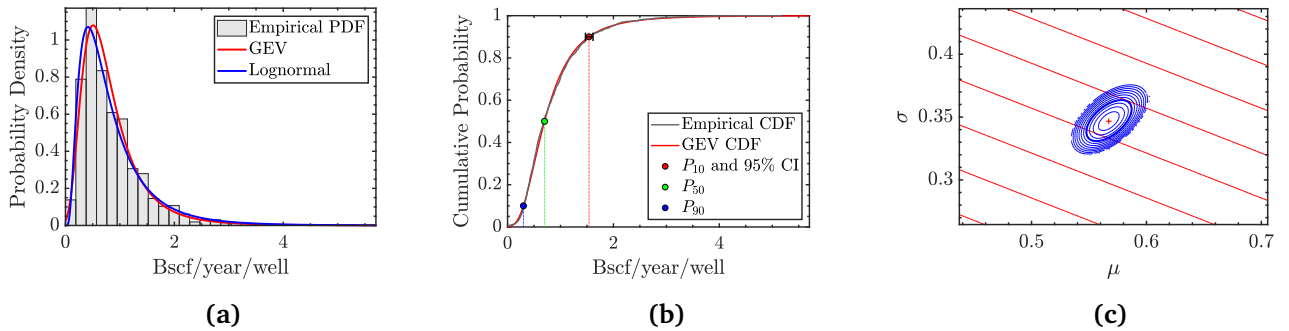 1
0.8
0.6
0.4
0.2
0
Probability Density
0
2
4
Bscf/year/well
Empirical PDF
GEV
Lognormal
(a)
1
0.8
0.6
0.4
0.2
0
Cumulative Probability
0
2
4
Bscf/year/well
Empirical CDF
GEV CDF
P10 and 95% CI
P50
P90
(b)
0.4
0.3
σ
0.5
0.6
0.7
μ
(c)